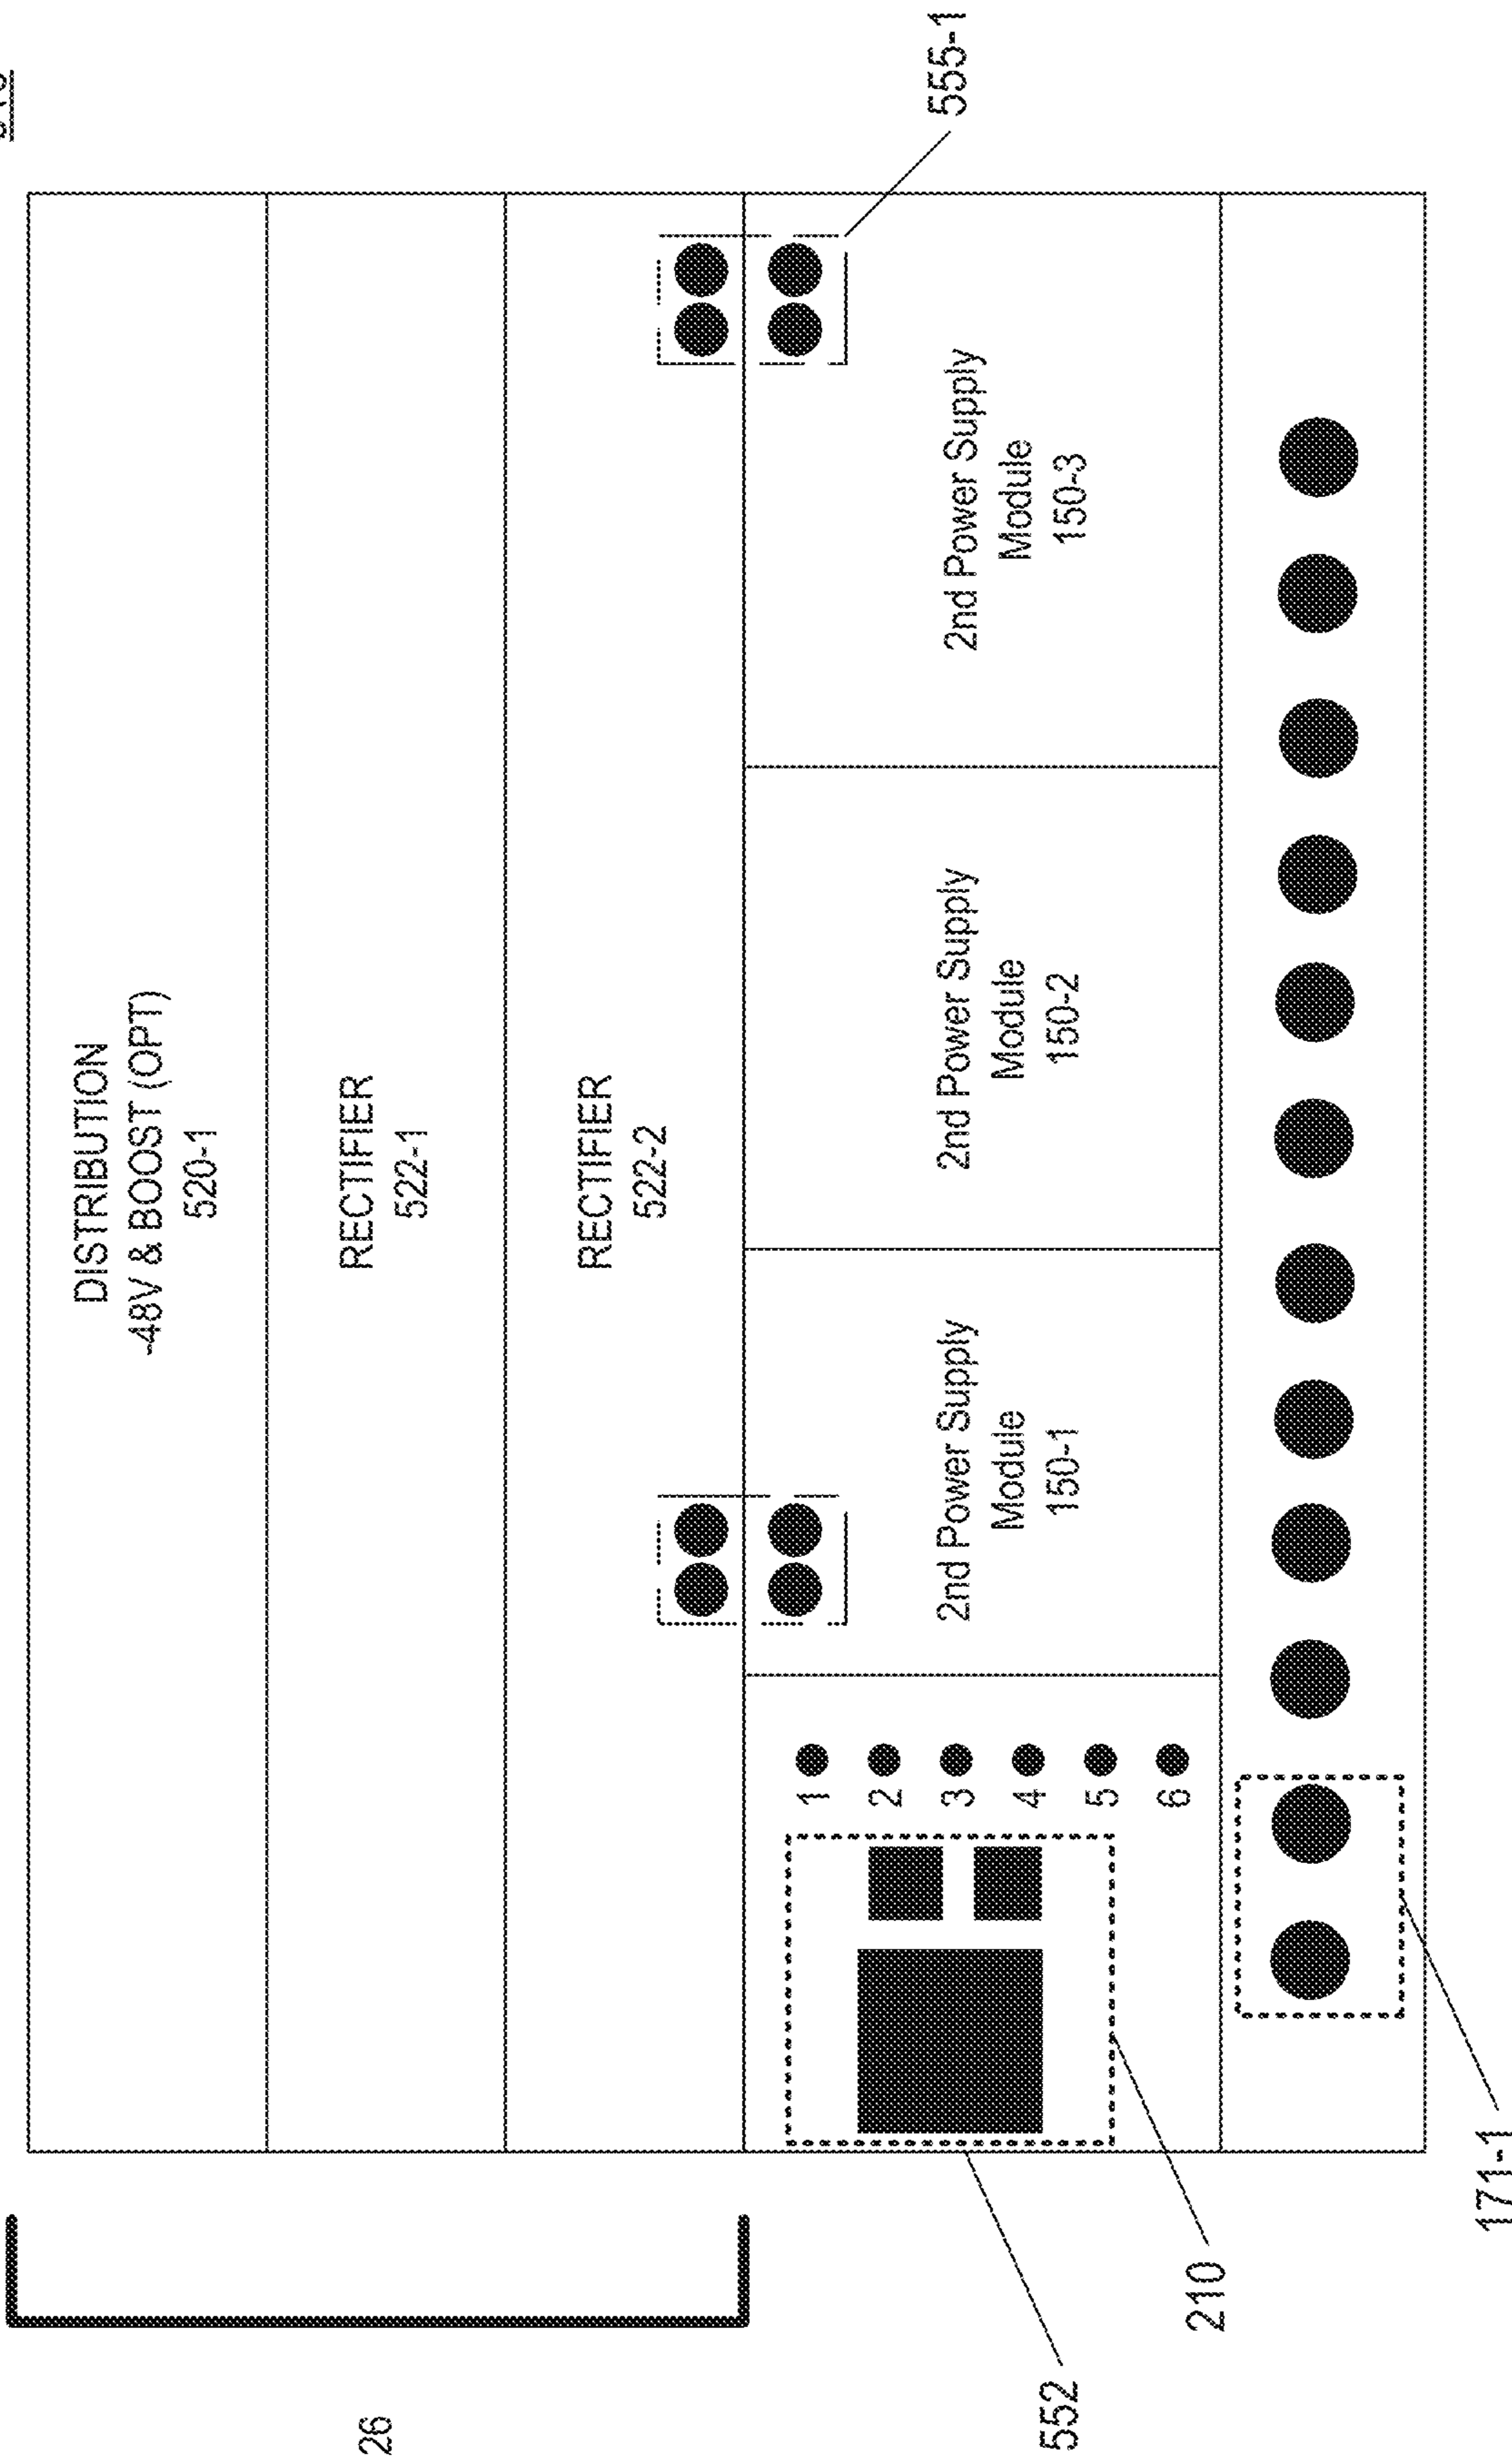 DISTRIBUTION
-48V & BOOST (OPT)
520-1
RECTIFIER
522-1
RECTIFIER
522-2
26
555-1
2nd Power Supply
Module
150-1
2nd Power Supply
Module
150-2
2nd Power Supply
Module
150-3
1
2
3
4
5
6
552
210
171-1